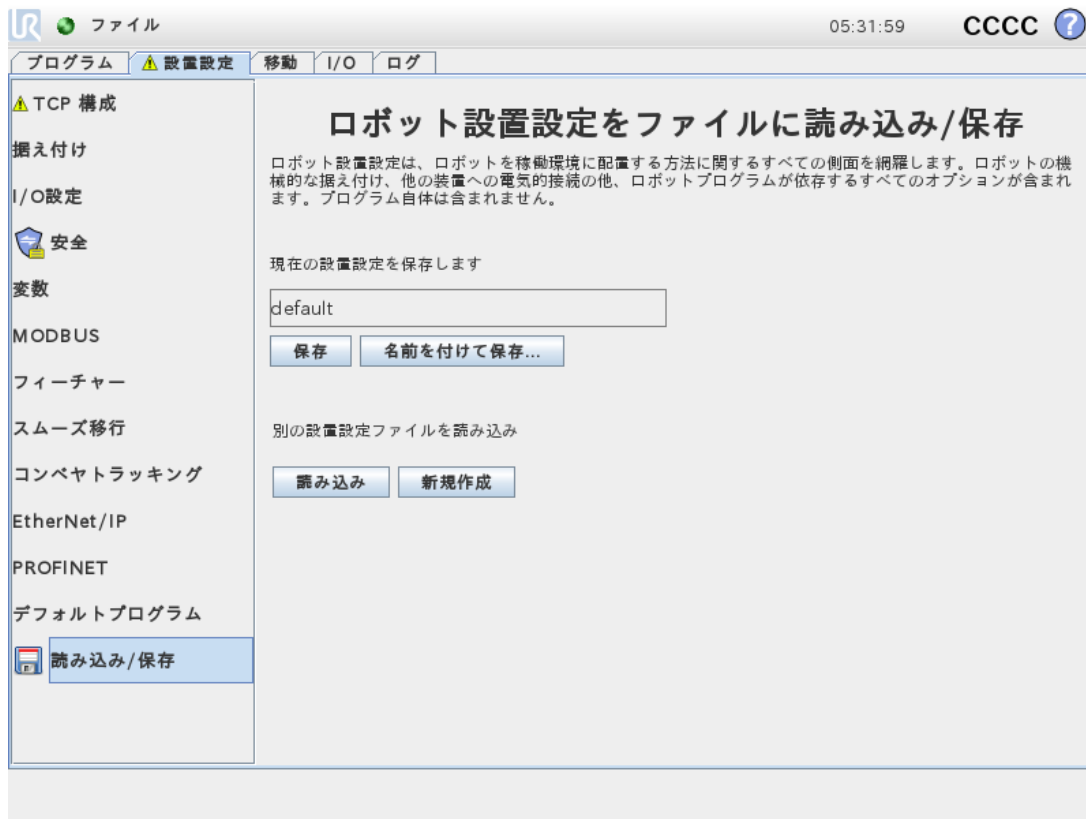 UR ファイル 05:31:59 CCCC ?
プログラム 設置設定 移動 I/O ログ
TCP 構成
据え付け
I/O設定
安全
変数
MODBUS
フィーチャー
スムーズ移行
コンベヤトラッキング
EtherNet/IP
PROFINET
デフォルトプログラム
読み込み/保存
ロボット設置設定をファイルに読み込み/保存
ロボット設置設定は、ロボットを稼働環境に配置する方法に関するすべての側面を網羅します。ロボットの機
械的な据え付け、他の装置への電気的接続の他、ロボットプログラムが依存するすべてのオプションが含まれ
ます。プログラム自体は含まれません。
現在の設置設定を保存します
default
保存 名前を付けて保存...
別の設置設定ファイルを読み込み
読み込み 新規作成